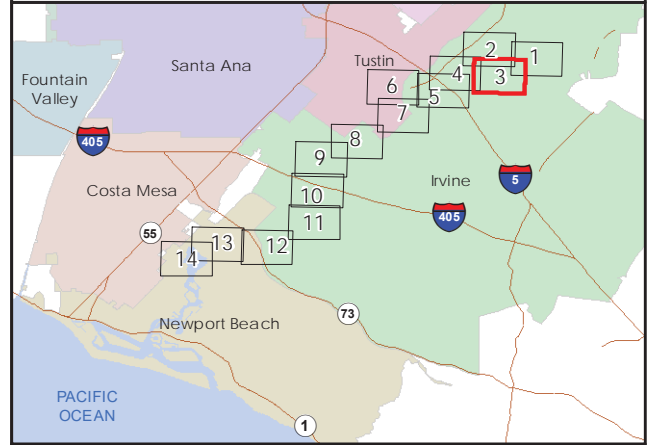 2
1
Tustin
Santa Ana
4
3
Fountain
Valley
6
5
7
405
8
9
Irvine
5
Costa Mesa
10
405
11
55
13
12
14
73
Newport Beach
PACIFIC
OCEAN
1